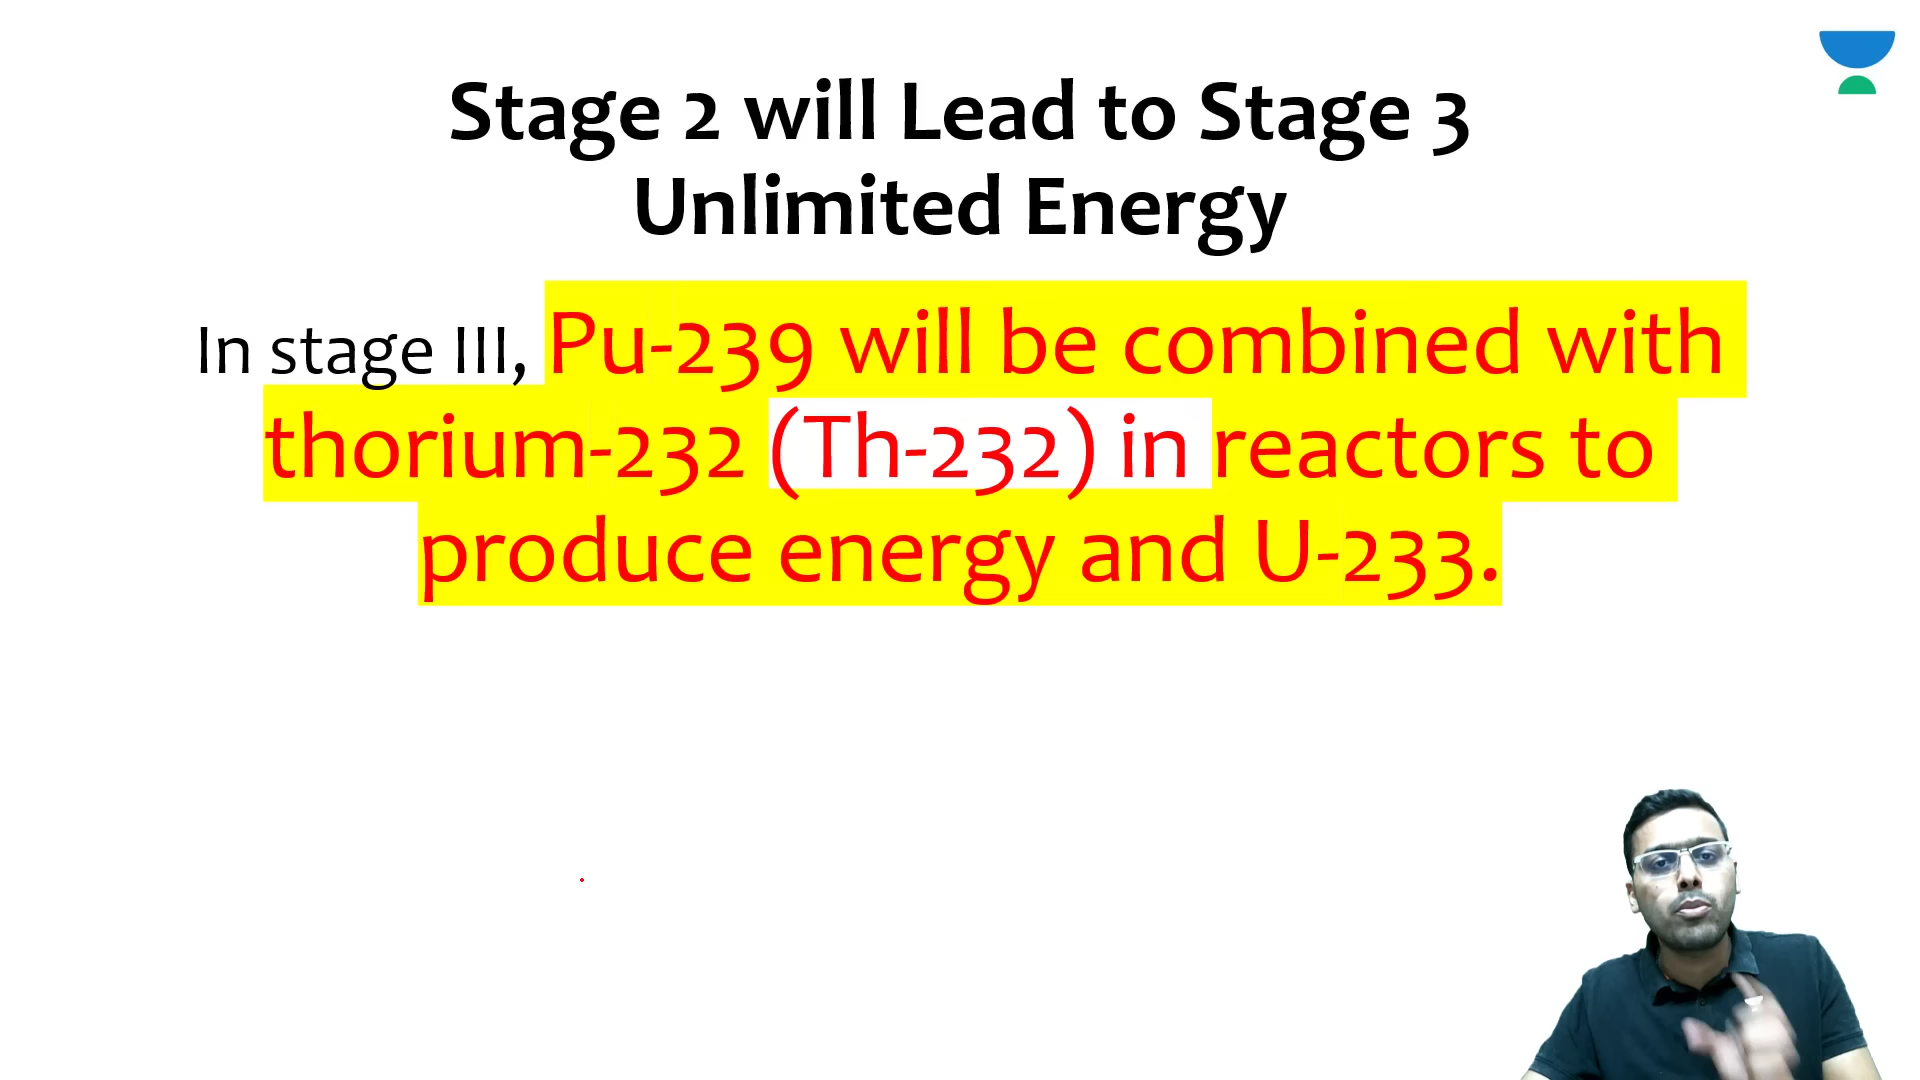 Stage 2 will Lead to Stage 3
Unlimited Energy
In stage III, Pu-239 will be combined with
thorium-232 (Th-232) in reactors to
produce energy and U-233.